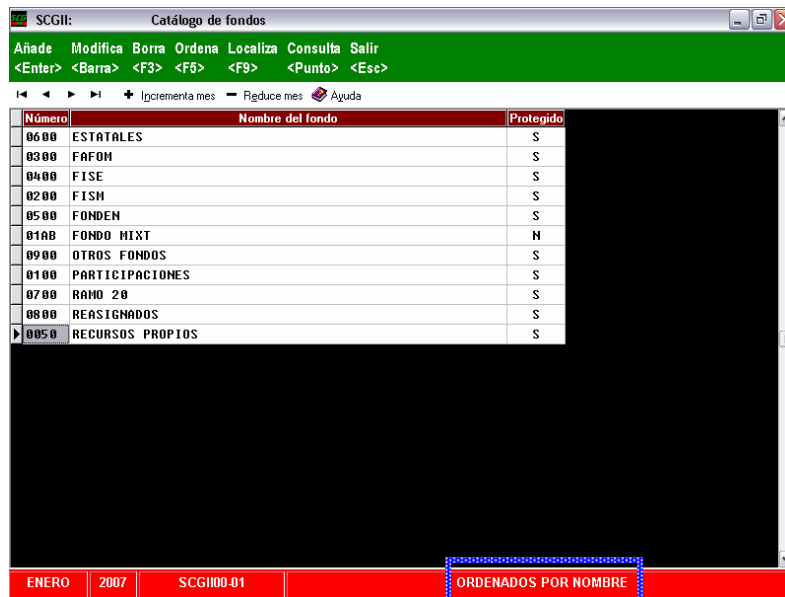 SCGII: Catálogo de fondos
Añade Modifica Borra Ordena Localiza Consulta Salir
<Enter> <Barra> <F3> <F5> <F9> <Punto> <Esc>
Incrementa mes Reduce mes Ayuda
Número Nombre del fondo Protegido
0600 ESTATALES S
0300 FAFOM S
0400 FISE S
0200 FISM S
0500 FONDEN S
01AB FONDO MIXT N
0900 OTROS FONDOS S
0100 PARTICIPACIONES S
0700 RAMO 20 S
0800 REASIGNADOS S
0050 RECURSOS PROPIOS S
ENERO 2007 SCGII00-01 ORDENADOS POR NOMBRE